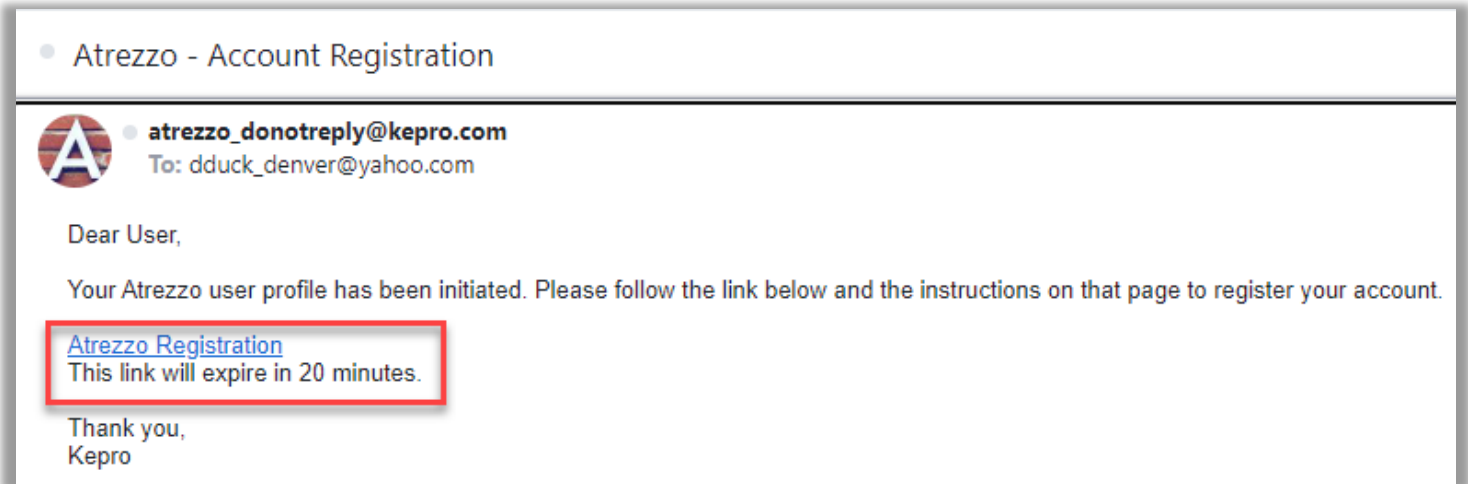 Atrezzo - Account Registration
A
atrezzo_donotreply@kepro.com
To: dduck_denver@yahoo.com
Dear User,
Your Atrezzo user profile has been initiated. Please follow the link below and the instructions on that page to register your account.
Atrezzo Registration
This link will expire in 20 minutes.
Thank you,
Kepro